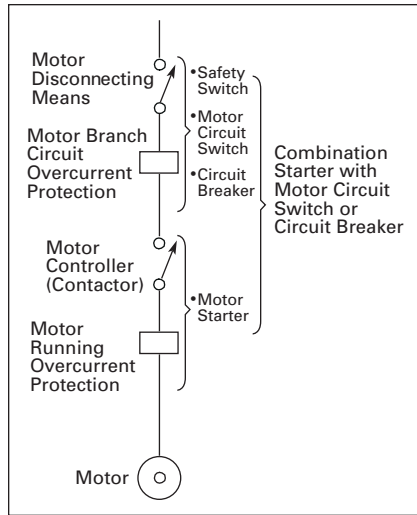 Motor
Disconnecting
Means
•Safety
Switch
•Motor
Circuit
Switch
•Circuit
Breaker
Motor Branch
Circuit
Overcurrent
Protection
Combination
Starter with
Motor Circuit
Switch or
Circuit Breaker
Motor
Controller
(Contactor)
•Motor
Starter
Motor
Running
Overcurrent
Protection
Motor